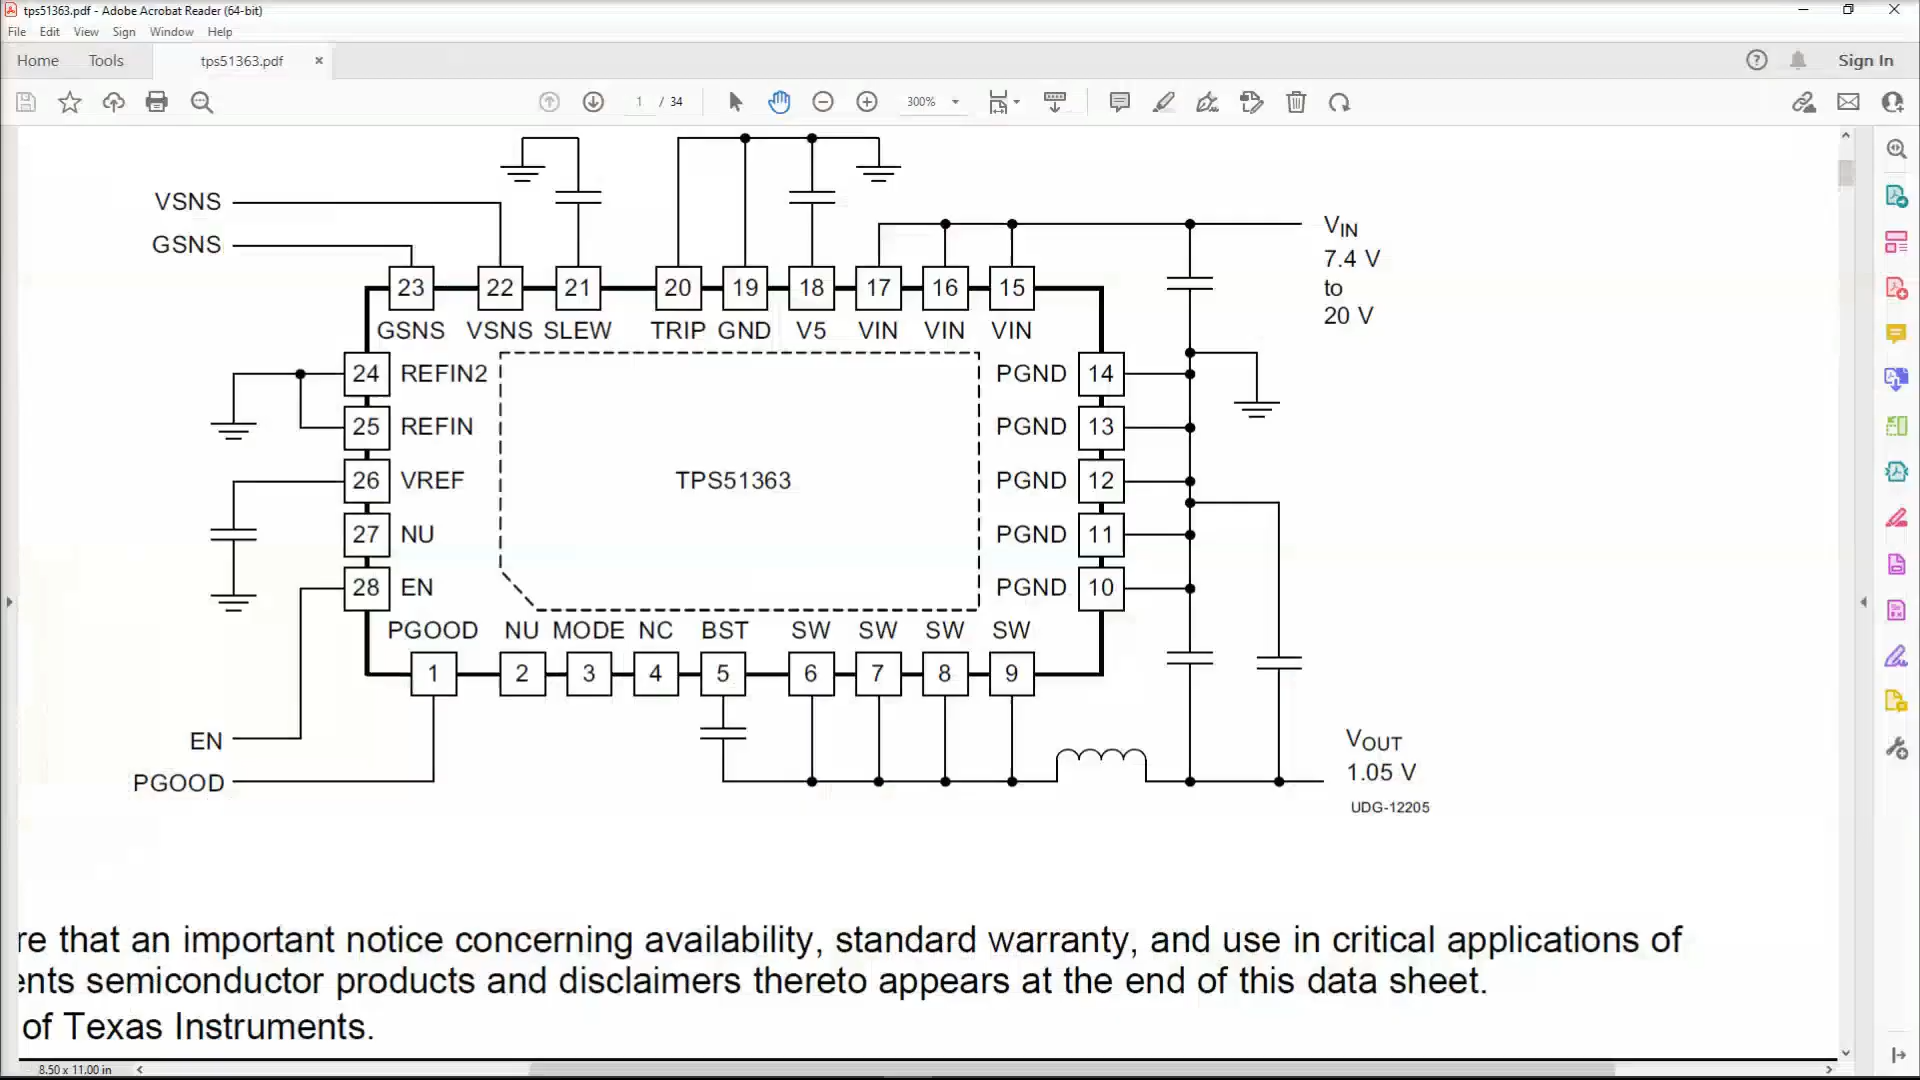 tps51363.pdf - Adobe Acrobat Reader (64-bit)
File Edit View Sign Window Help
Home Tools tps51363.pdf × Sign In
1 / 34 300%
VSNS
GSNS
VIN
7.4 V
to
20 V
23 22 21 20 19 18 17 16 15
GSNS VSNS SLEW TRIP GND V5 VIN VIN VIN
24 REFIN2 PGND 14
25 REFIN PGND 13
26 VREF TPS51363 PGND 12
27 NU PGND 11
28 EN PGND 10
PGOOD NU MODE NC BST SW SW SW SW
1 2 3 4 5 6 7 8 9
EN
PGOOD
VOUT
1.05 V
UDG-12205
re that an important notice concerning availability, standard warranty, and use in critical applications of
ents semiconductor products and disclaimers thereto appears at the end of this data sheet.
of Texas Instruments.
8.50 x 11.00 in